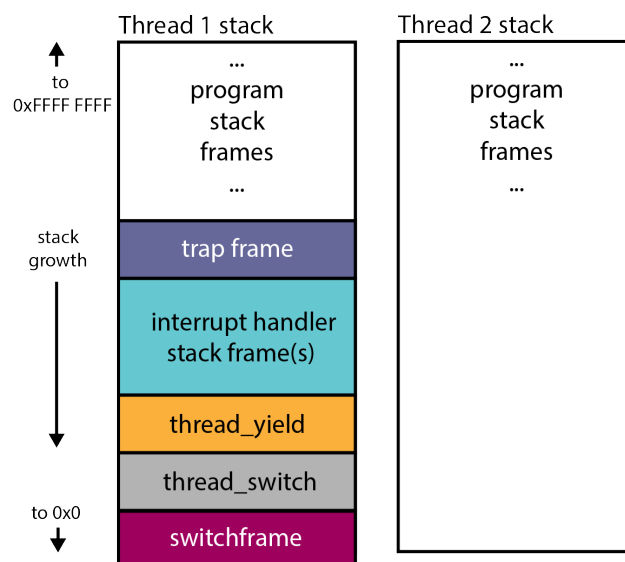 Thread 1 stack
Thread 2 stack
to
0xFFFF FFFF
...
program
stack
frames
...
...
program
stack
frames
...
stack
growth
trap frame
interrupt handler
stack frame(s)
thread_yield
thread_switch
to 0x0
switchframe